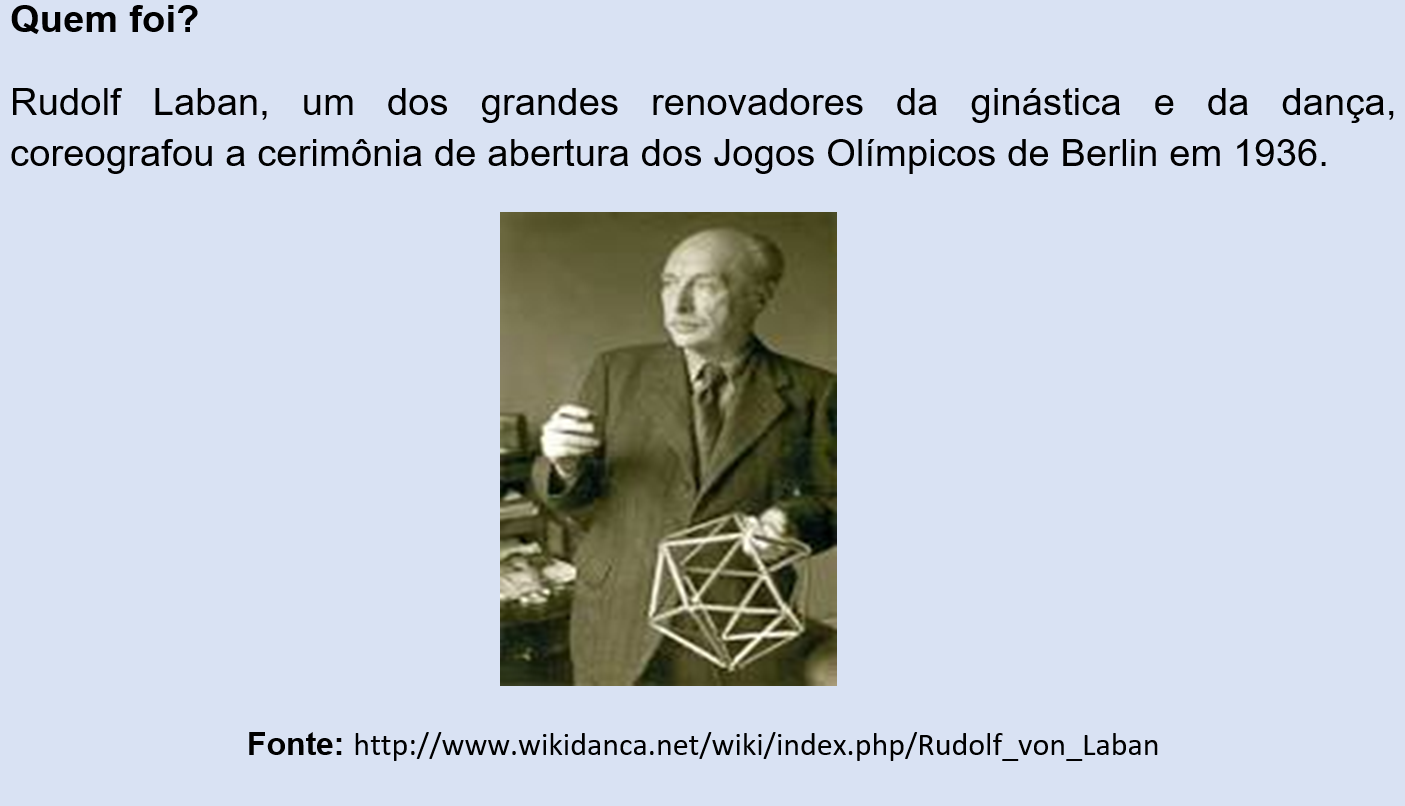 Quem foi?
Rudolf Laban, um dos grandes renovadores da ginástica e da dança,
coreografou a cerimônia de abertura dos Jogos Olímpicos de Berlin em 1936.
Fonte: http://www.wikidanca.net/wiki/index.php/Rudolf_von_Laban